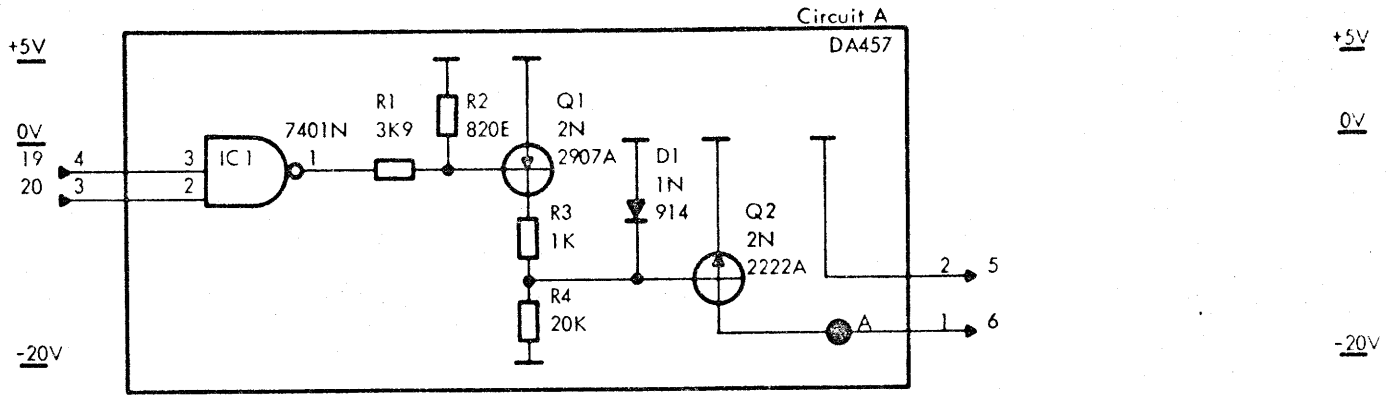 Circuit A
DA457
+5V
+5V
R1
3K9
R2
820E
Q1
2N
2907A
0V
0V
7401N
19
4
3
IC1
1
20
3
2
D1
1N
914
R3
1K
Q2
2N
2222A
2
5
R4
20K
A
1
6
-20V
-20V